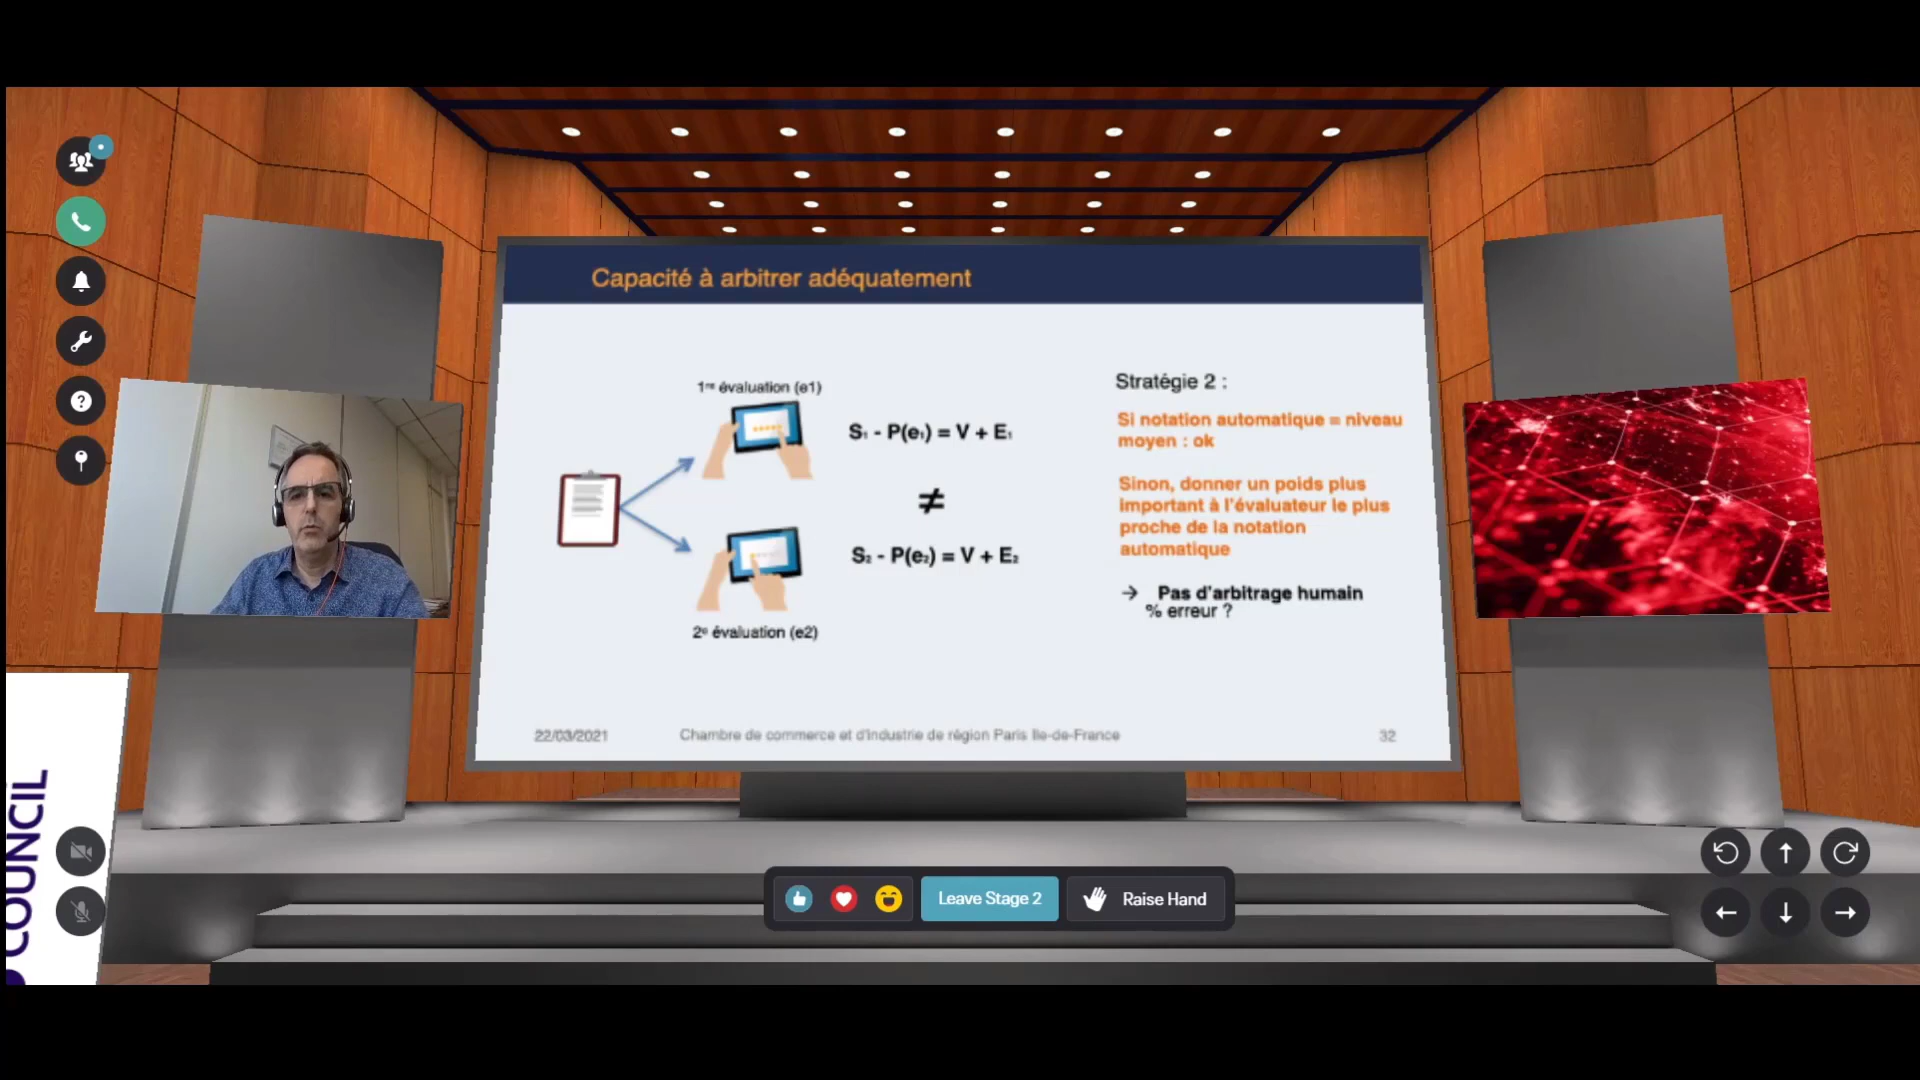 Capacité à arbitrer adéquatement
1re évaluation (e1)
S1 - P(e1) = V + E1
≠
S2 - P(e2) = V + E2
2e évaluation (e2)
Stratégie 2 :
Si notation automatique = niveau
moyen : ok
Sinon, donner un poids plus
important à l'évaluateur le plus
proche de la notation
automatique
→ Pas d'arbitrage humain
% erreur ?
22/03/2021
Chambre de commerce et d'industrie de région Paris Ile-de-France
32
COUNCIL
Leave Stage 2
Raise Hand